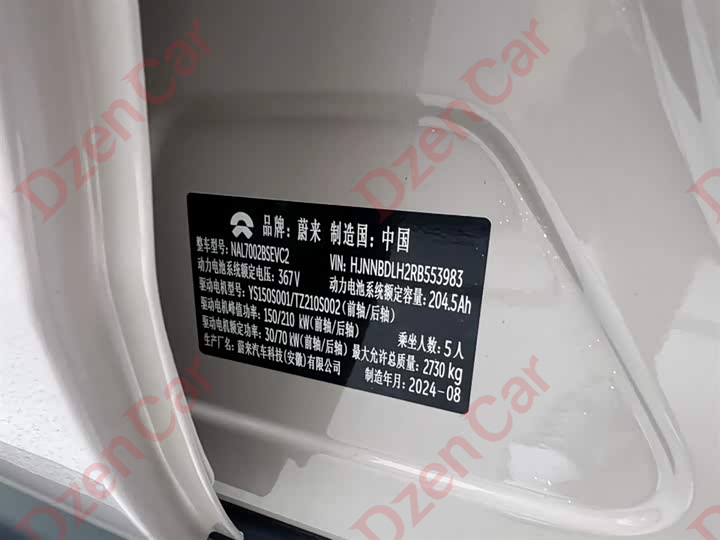 品牌：蔚来 制造国：中国
整车型号：NAL7002BSEVC2 VIN：HJNNBDLH2RB553983
动力电池系统额定电压：367V 动力电池系统额定容量：204.5Ah
驱动电机型号：YS150S001/TZ210S002(前轴/后轴)
驱动电机峰值功率：150/210 kW(前轴/后轴)
驱动电机额定功率：30/70 kW(前轴/后轴) 乘坐人数：5人
生产厂名：蔚来汽车科技(安徽)有限公司 最大允许总质量：2730 kg
制造年月：2024-08
DzenCar
DzenCar
DzenCar
DzenCar
DzenCar
DzenCar